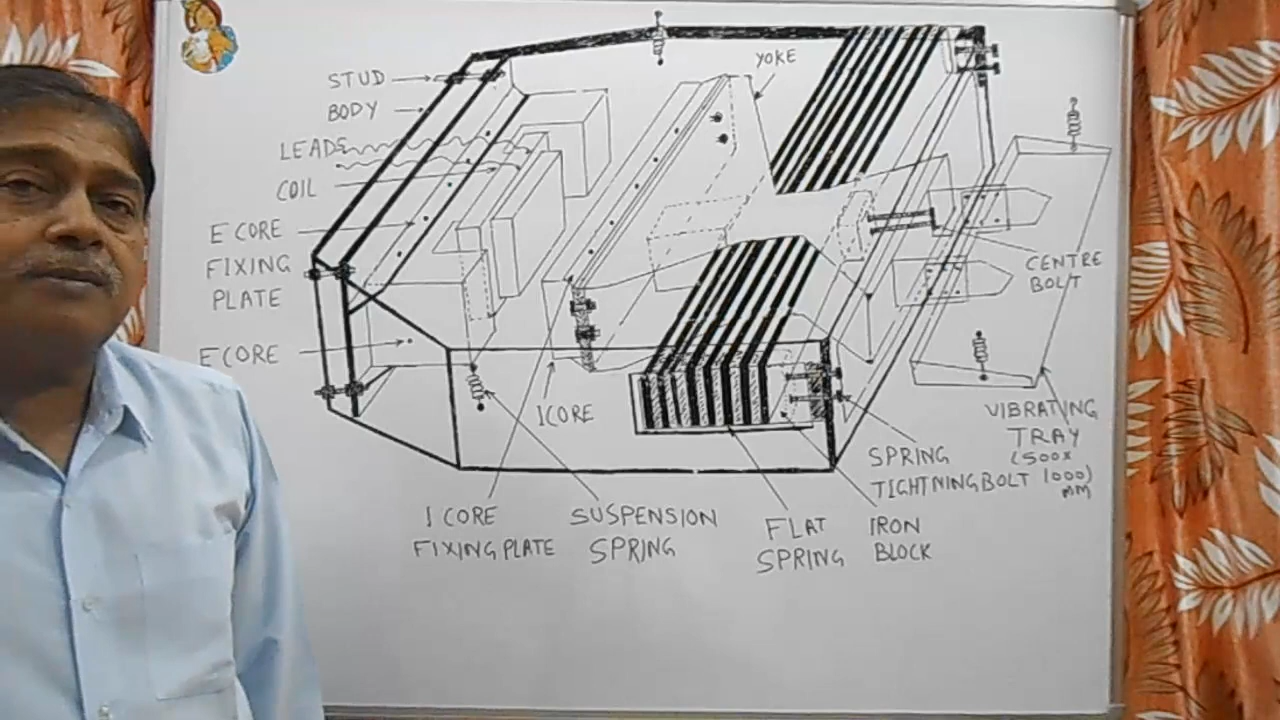 STUD
BODY
LEADS
COIL
E CORE
FIXING
PLATE
E CORE
YOKE
CENTRE
BOLT
VIBRATING
TRAY
(500X
1000)
MM
SPRING
TIGHTNING BOLT
I CORE
I CORE
FIXING PLATE
SUSPENSION
SPRING
FLAT
SPRING
IRON
BLOCK